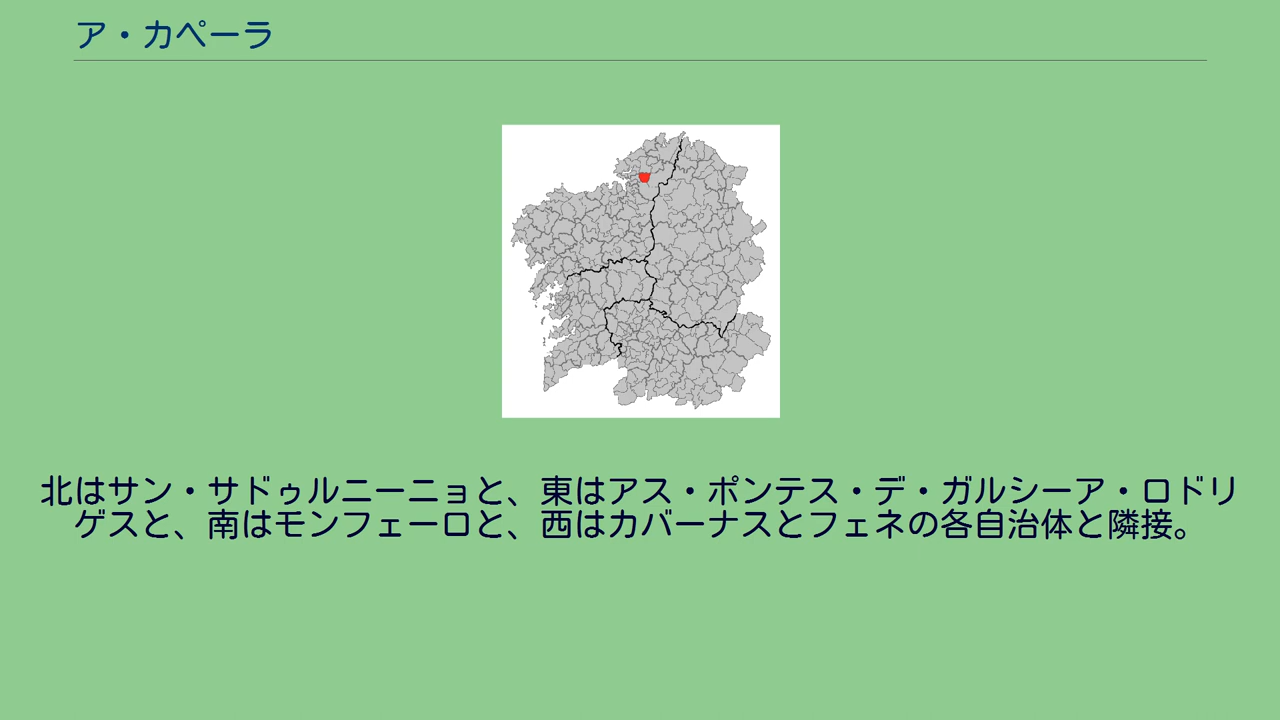 ア・カペーラ
北はサン・サドゥルニーニョと、東はアス・ポンテス・デ・ガルシーア・ロドリ
ゲスと、南はモンフェーロと、西はカバーナスとフェネの各自治体と隣接。